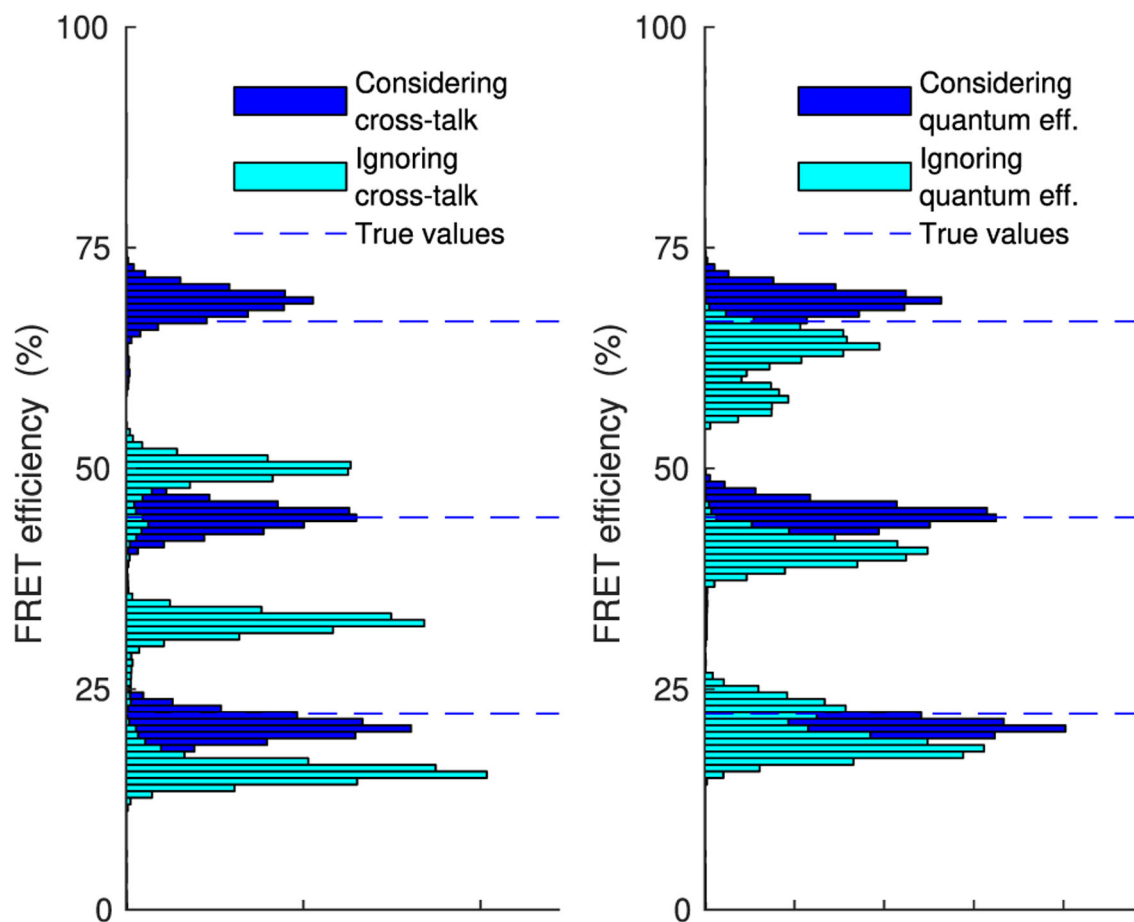 100
75
50
25
0
FRET efficiency (%)
Considering
cross-talk
Ignoring
cross-talk
True values
100
75
50
25
0
FRET efficiency (%)
Considering
quantum eff.
Ignoring
quantum eff.
True values